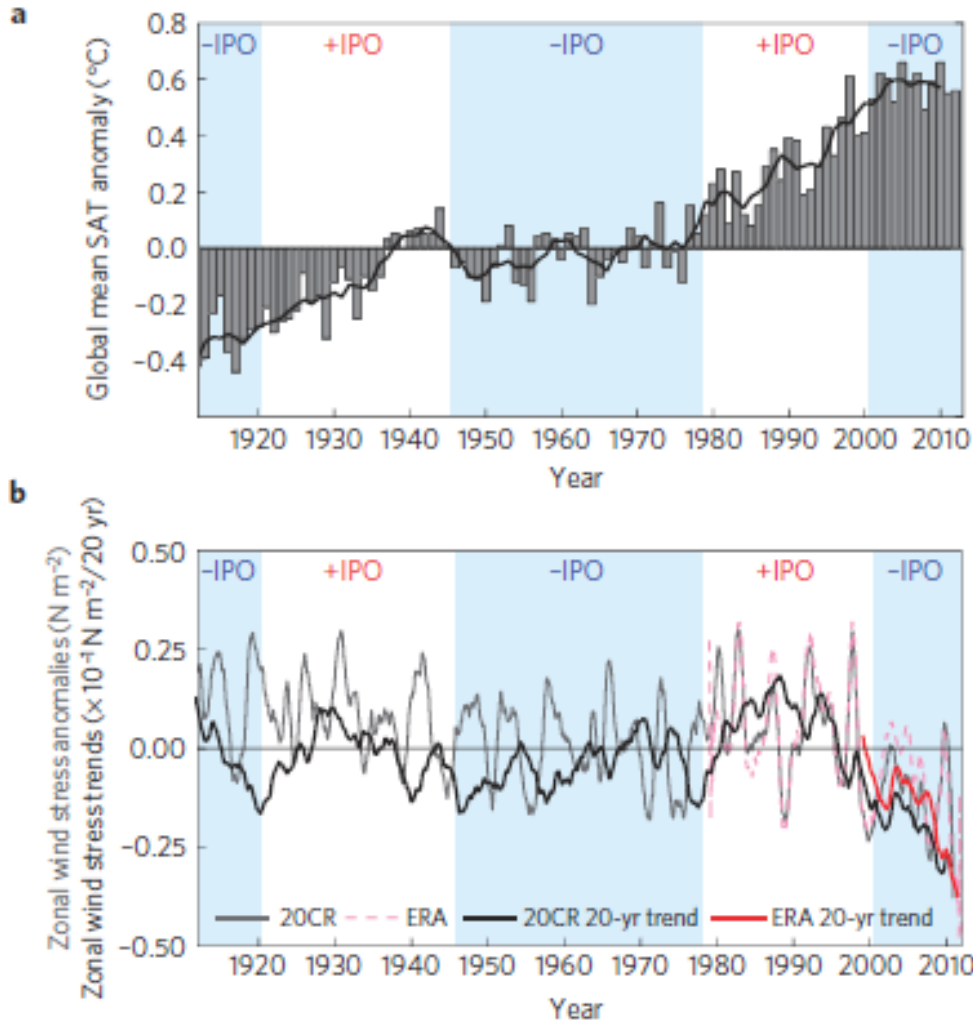 a
Global mean SAT anomaly (°C)
0.8
0.6
0.4
0.2
0.0
−0.2
−0.4
−IPO +IPO −IPO +IPO −IPO
1920 1930 1940 1950 1960 1970 1980 1990 2000 2010
Year
b
Zonal wind stress anomalies (N m⁻²)
Zonal wind stress trends (× 10⁻¹ N m⁻²/20 yr)
0.50
0.25
0.00
−0.25
−0.50
−IPO +IPO −IPO +IPO −IPO
20CR ERA 20CR 20-yr trend ERA 20-yr trend
1920 1930 1940 1950 1960 1970 1980 1990 2000 2010
Year